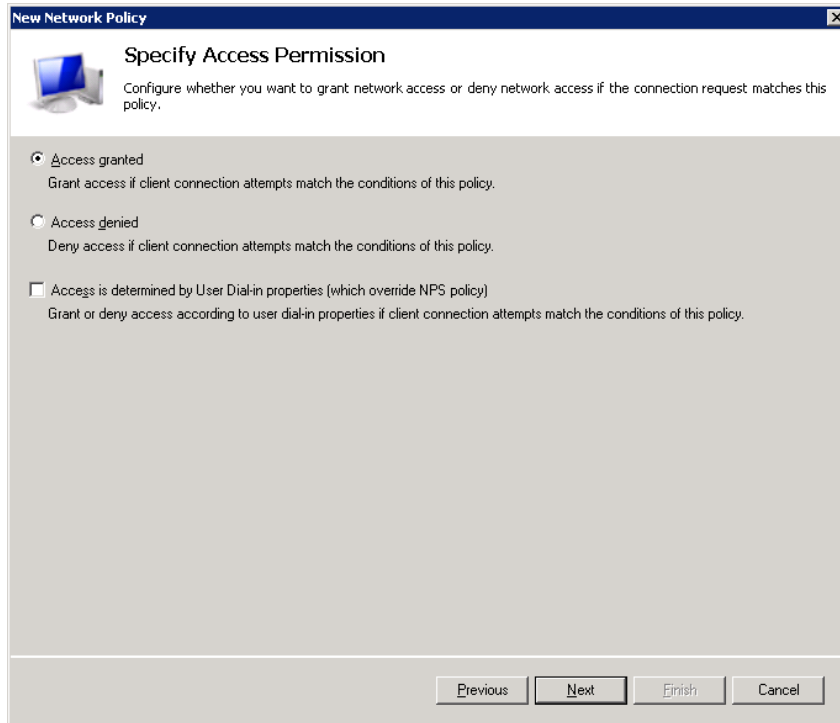 New Network Policy
Specify Access Permission
Configure whether you want to grant network access or deny network access if the connection request matches this
policy.
Access granted
Grant access if client connection attempts match the conditions of this policy.
Access denied
Deny access if client connection attempts match the conditions of this policy.
Access is determined by User Dial-in properties (which override NPS policy)
Grant or deny access according to user dial-in properties if client connection attempts match the conditions of this policy.
Previous Next Finish Cancel